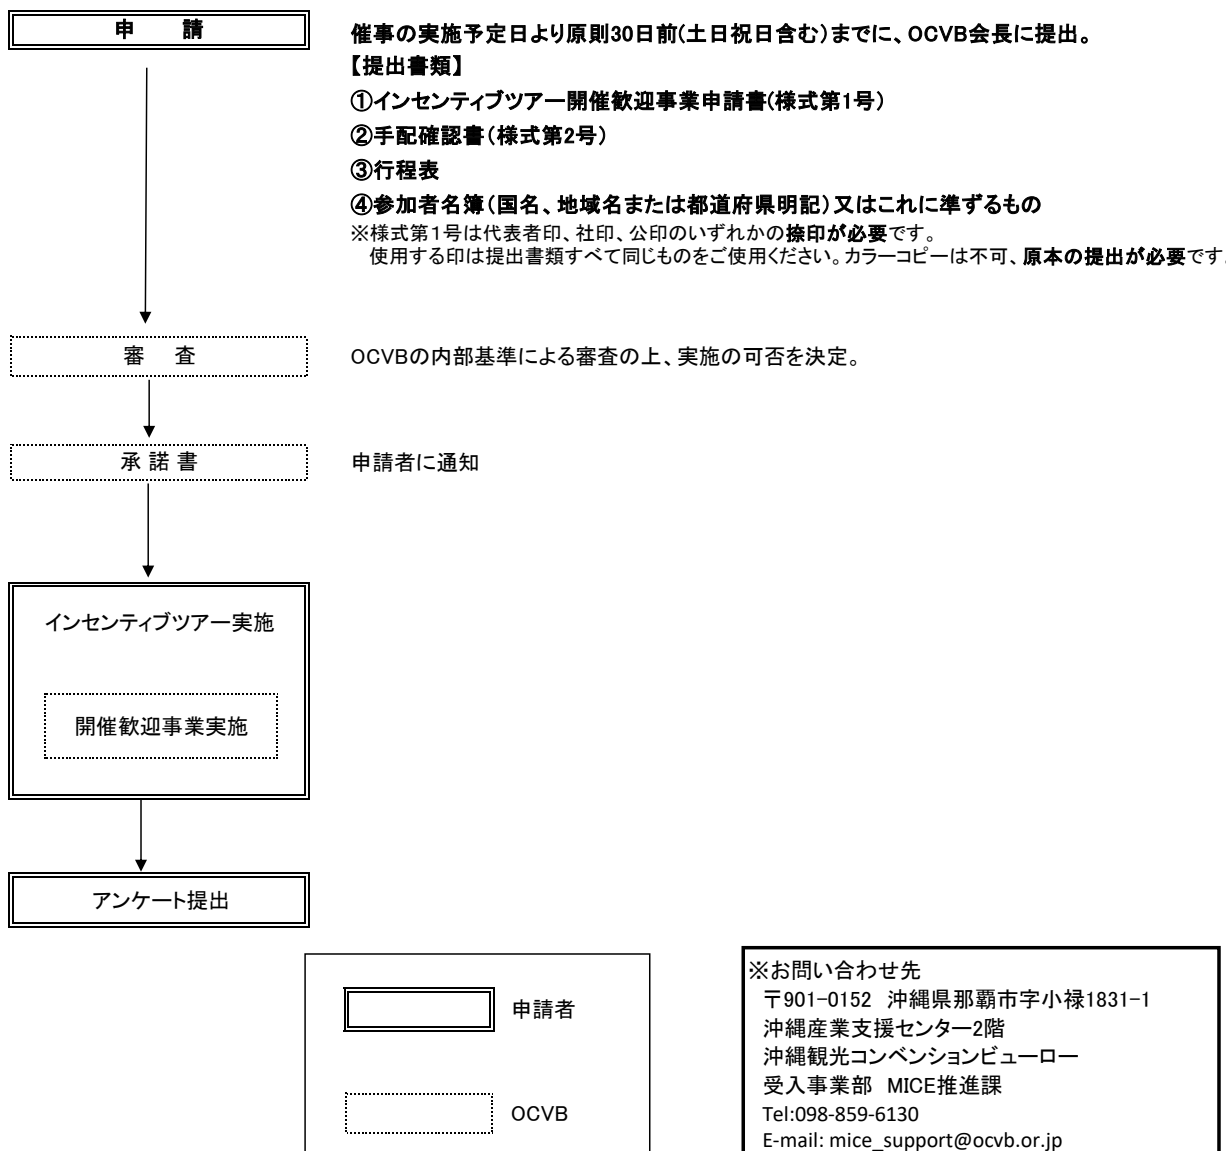 申　請
催事の実施予定日より原則30日前(土日祝日含む)までに、OCVB会長に提出。
【提出書類】
①インセンティブツアー開催歓迎事業申請書(様式第1号)
②手配確認書(様式第2号)
③行程表
④参加者名簿(国名、地域名または都道府県明記)又はこれに準ずるもの
※様式第1号は代表者印、社印、公印のいずれかの捺印が必要です。
使用する印は提出書類すべて同じものをご使用ください。カラーコピーは不可、原本の提出が必要です。
審　査
OCVBの内部基準による審査の上、実施の可否を決定。
承 諾 書
申請者に通知
インセンティブツアー実施
開催歓迎事業実施
アンケート提出
申請者
OCVB
※お問い合わせ先
〒901-0152 沖縄県那覇市字小禄1831-1
沖縄産業支援センター2階
沖縄観光コンベンションビューロー
受入事業部 MICE推進課
Tel:098-859-6130
E-mail: mice_support@ocvb.or.jp